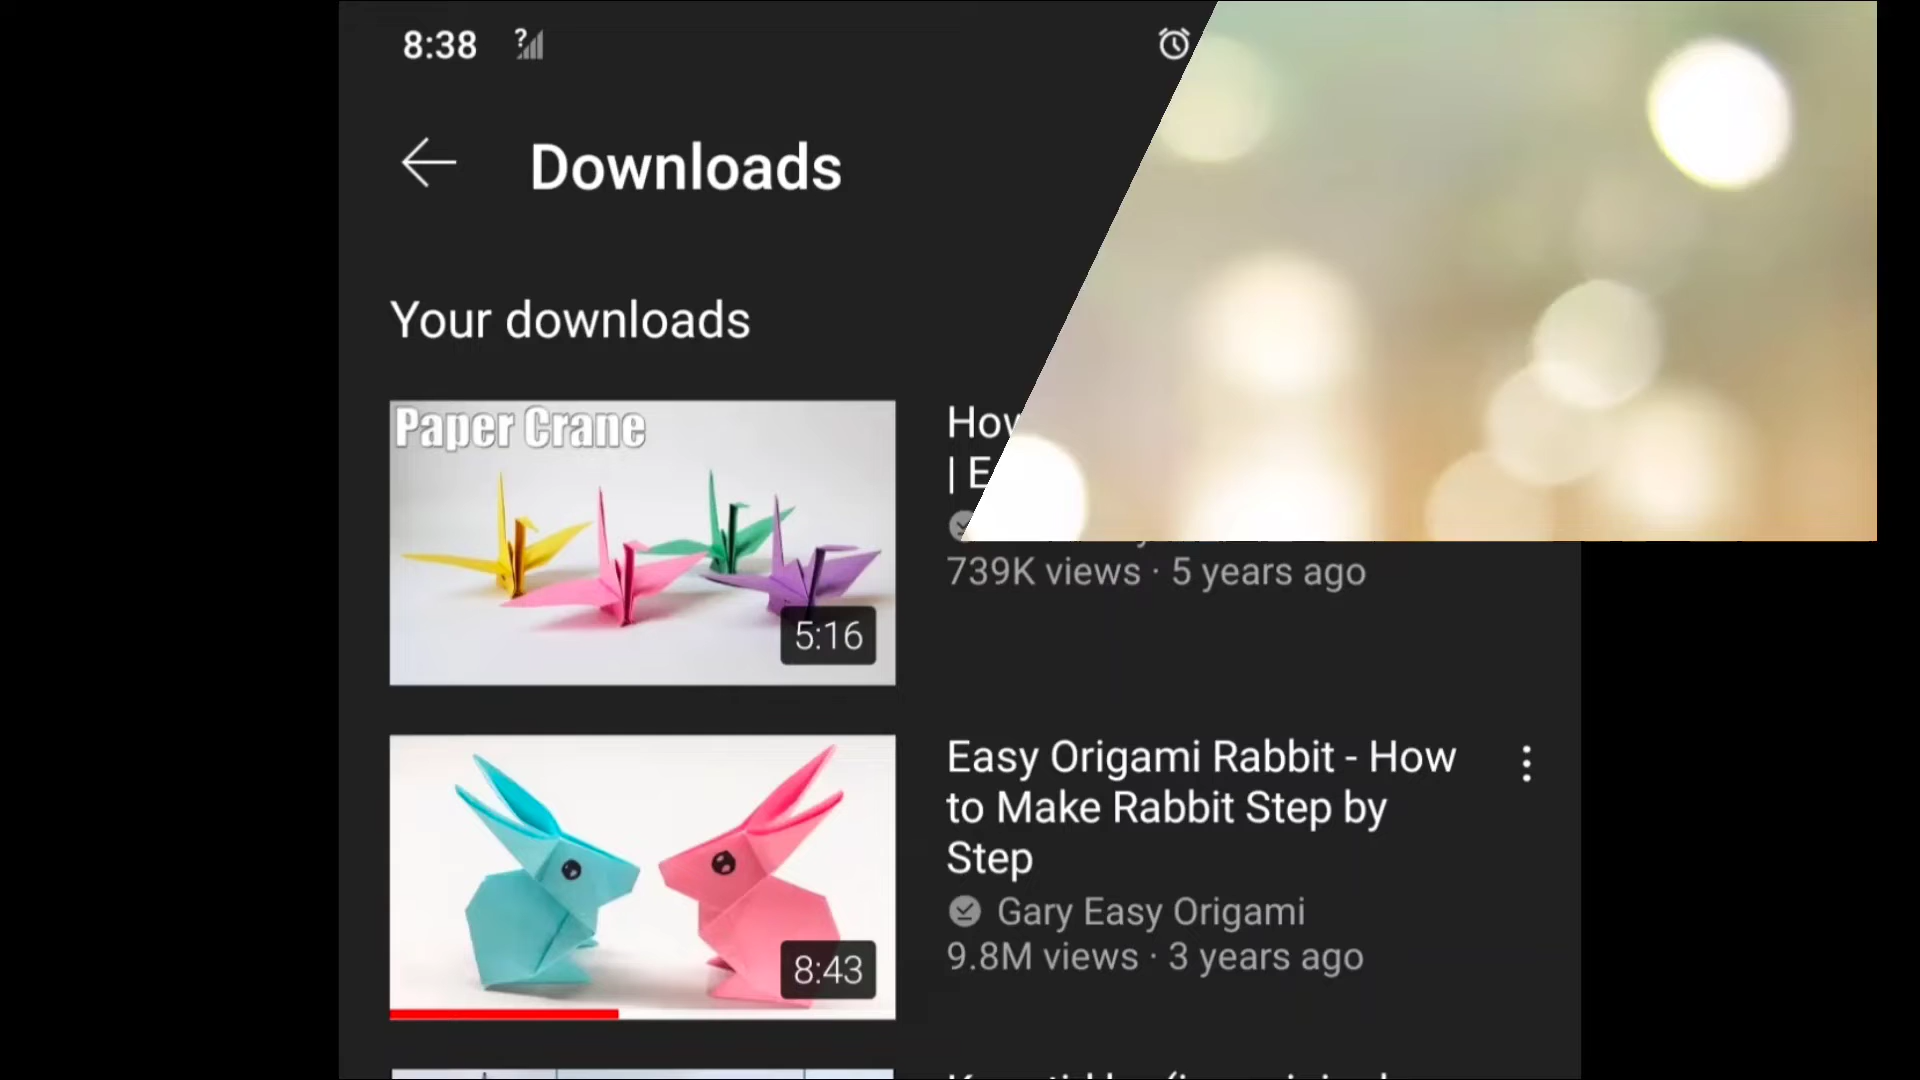 8:38
Downloads
Your downloads
Paper Crane
5:16
739K views · 5 years ago
Easy Origami Rabbit - How
to Make Rabbit Step by
Step
Gary Easy Origami
9.8M views · 3 years ago
8:43